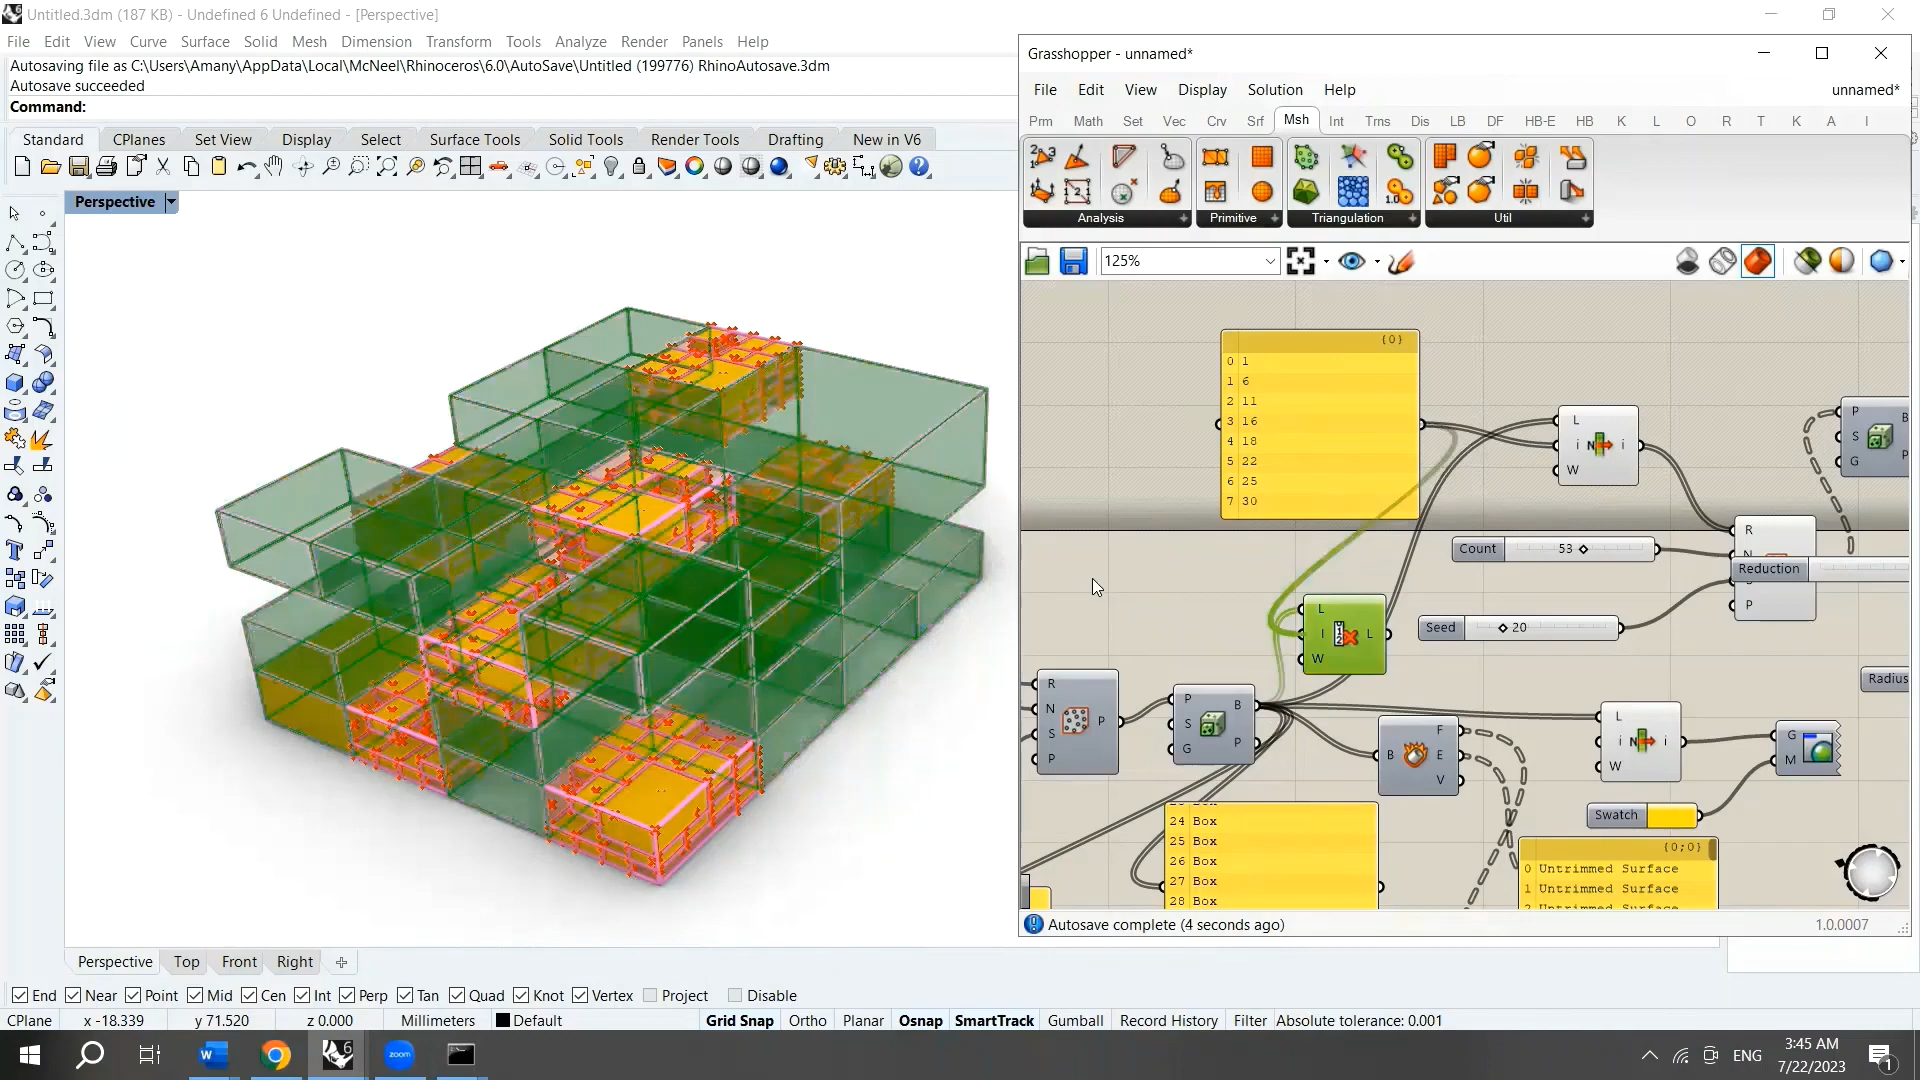 Untitled.3dm (187 KB) - Undefined 6 Undefined - [Perspective]
File Edit View Curve Surface Solid Mesh Dimension Transform Tools Analyze Render Panels Help
Autosaving file as C:\Users\Amany\AppData\Local\McNeel\Rhinoceros\6.0\AutoSave\Untitled (199776) RhinoAutosave.3dm
Autosave succeeded
Command:
Standard CPlanes Set View Display Select Surface Tools Solid Tools Mesh Tools Render Tools Drafting New in V6
Perspective
Grasshopper - unnamed*
File Edit View Display Solution Help unnamed*
Prm Math Set Vec Crv Srf Msh Int Trns Dis LB DF HB-E HB K L O R T K A I
Analysis Primitive Triangulation Util
125%
{0}
0 1
1 6
2 11
3 16
4 18
5 22
6 25
7 30
L
i N i
W
P B
S
G P
Count 53
R
N
P
Reduction
L
I L
W
Seed 20
Radius
R
N P
S
P
P B
S
G P
F
B E
V
L
i N i
W
G
M
Swatch
24 Box
25 Box
26 Box
27 Box
28 Box
{0;0}
0 Untrimmed Surface
1 Untrimmed Surface
2 Untrimmed Surface
Autosave complete (4 seconds ago) 1.0.0007
Perspective Top Front Right
End Near Point Mid Cen Int Perp Tan Quad Knot Vertex Project Disable
CPlane x -18.339 y 71.520 z 0.000 Millimeters Default Grid Snap Ortho Planar Osnap SmartTrack Gumball Record History Filter Absolute tolerance: 0.001
zoom
ENG
3:45 AM
7/22/2023
1